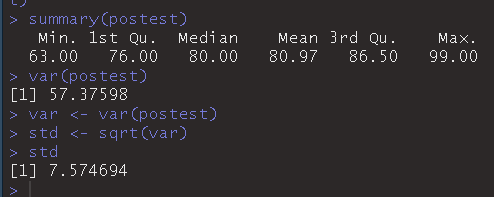 t)
> summary(postest)
   Min. 1st Qu.  Median    Mean 3rd Qu.    Max.
  63.00   76.00   80.00   80.97   86.50   99.00
> var(postest)
[1] 57.37598
> var <- var(postest)
> std <- sqrt(var)
> std
[1] 7.574694
>